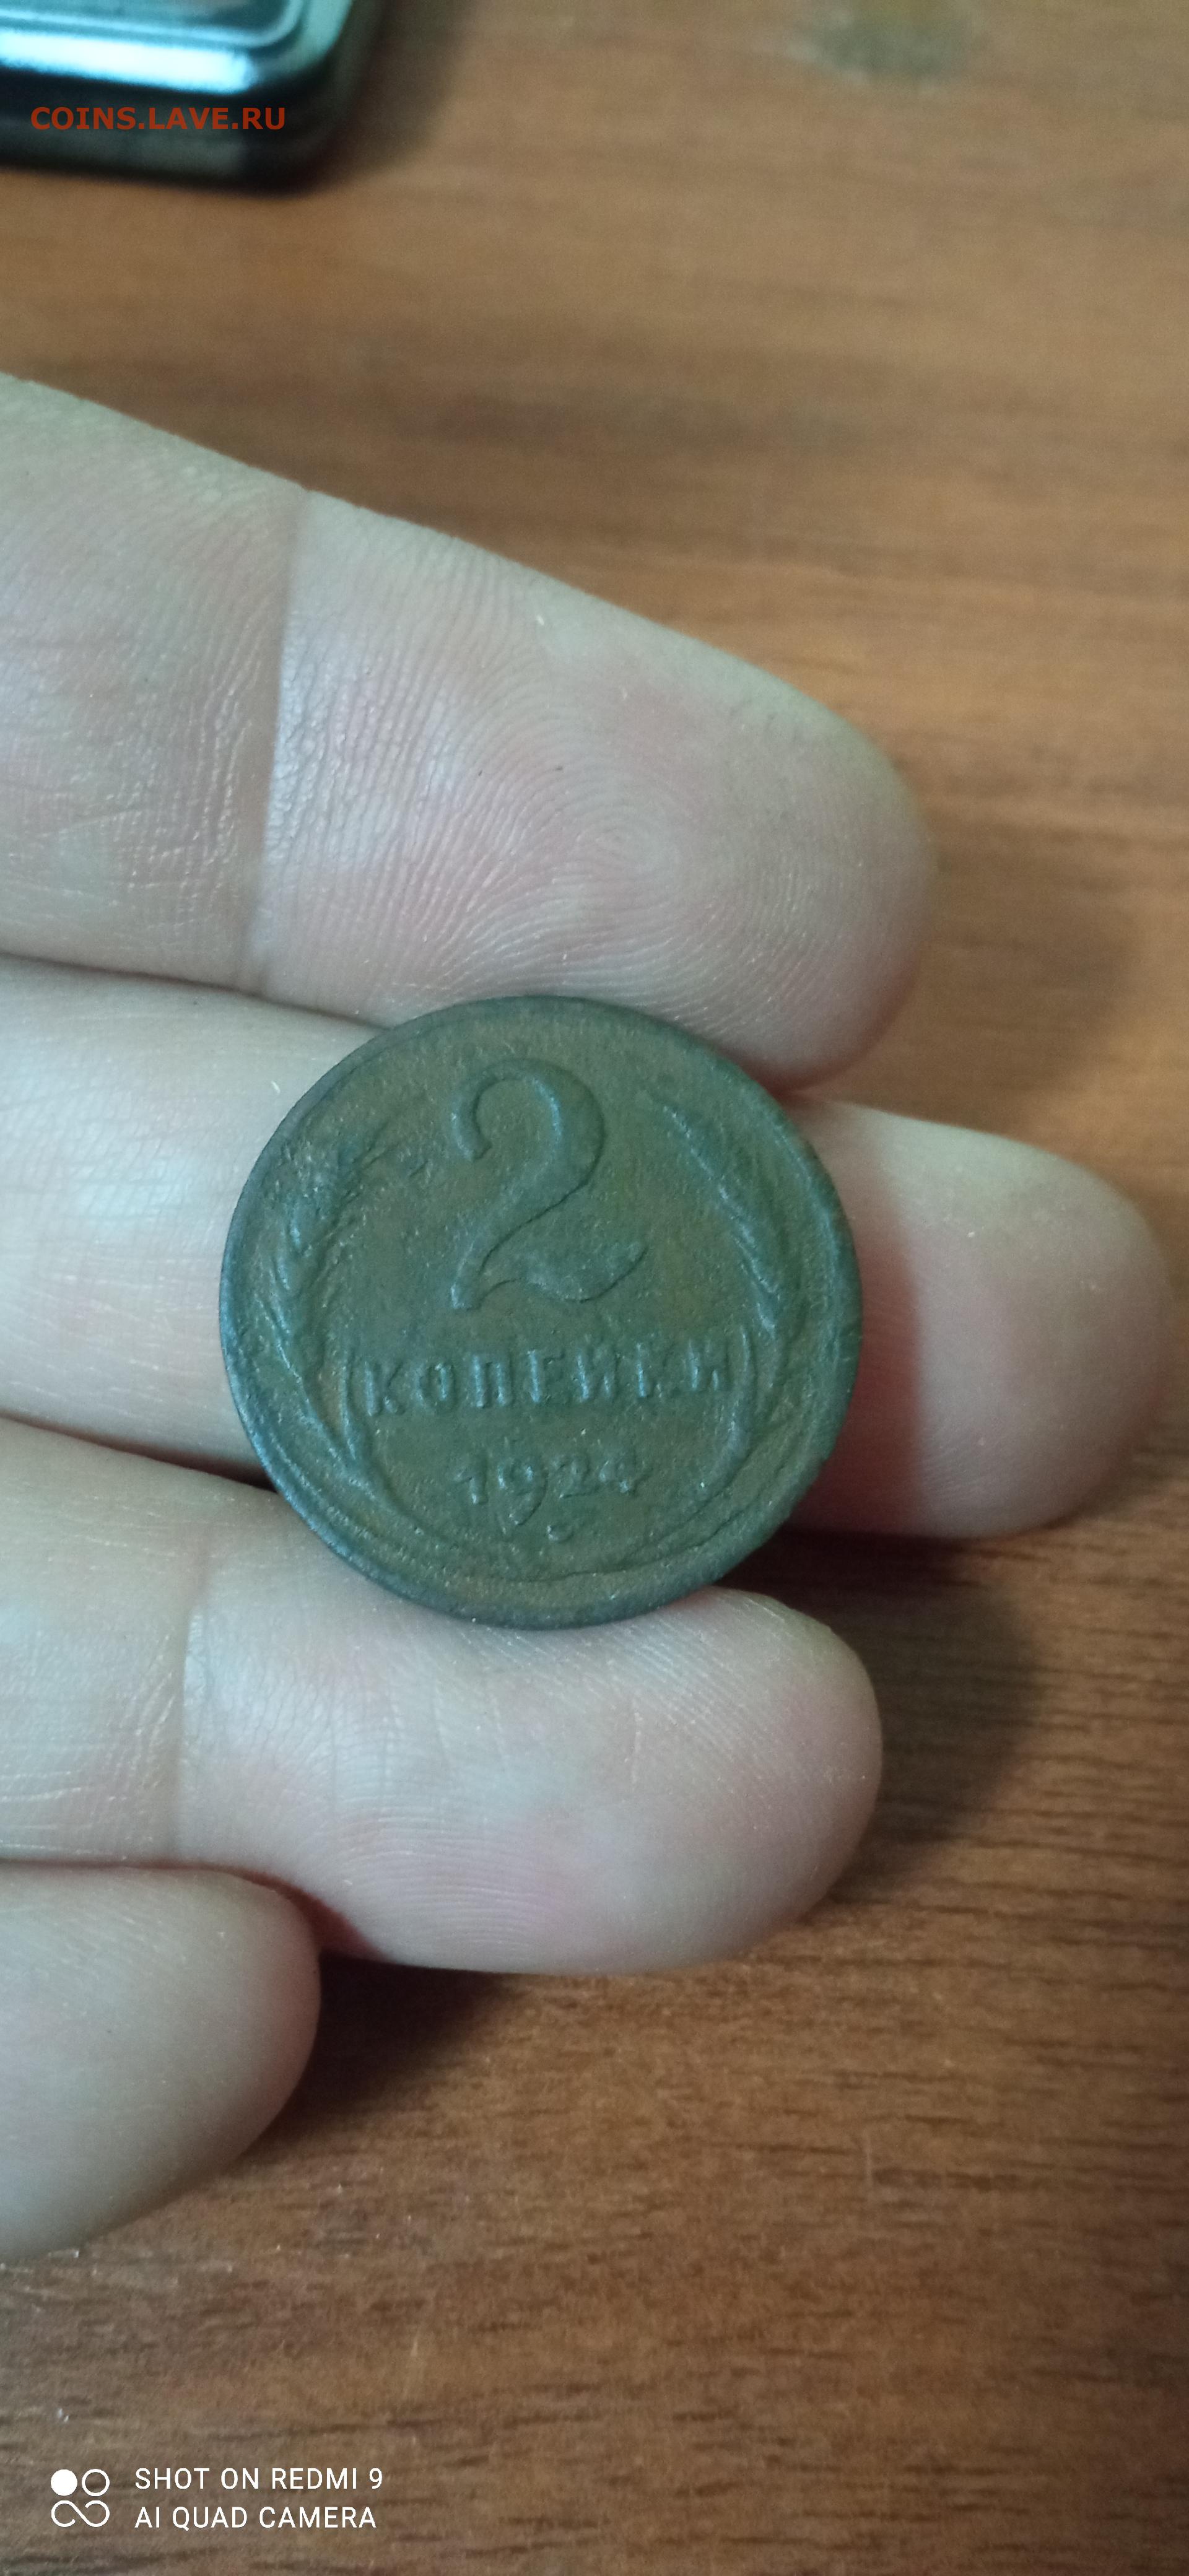 COINS.LAVE.RU
2
КОПЕЙКИ
1924
SHOT ON REDMI 9
AI QUAD CAMERA